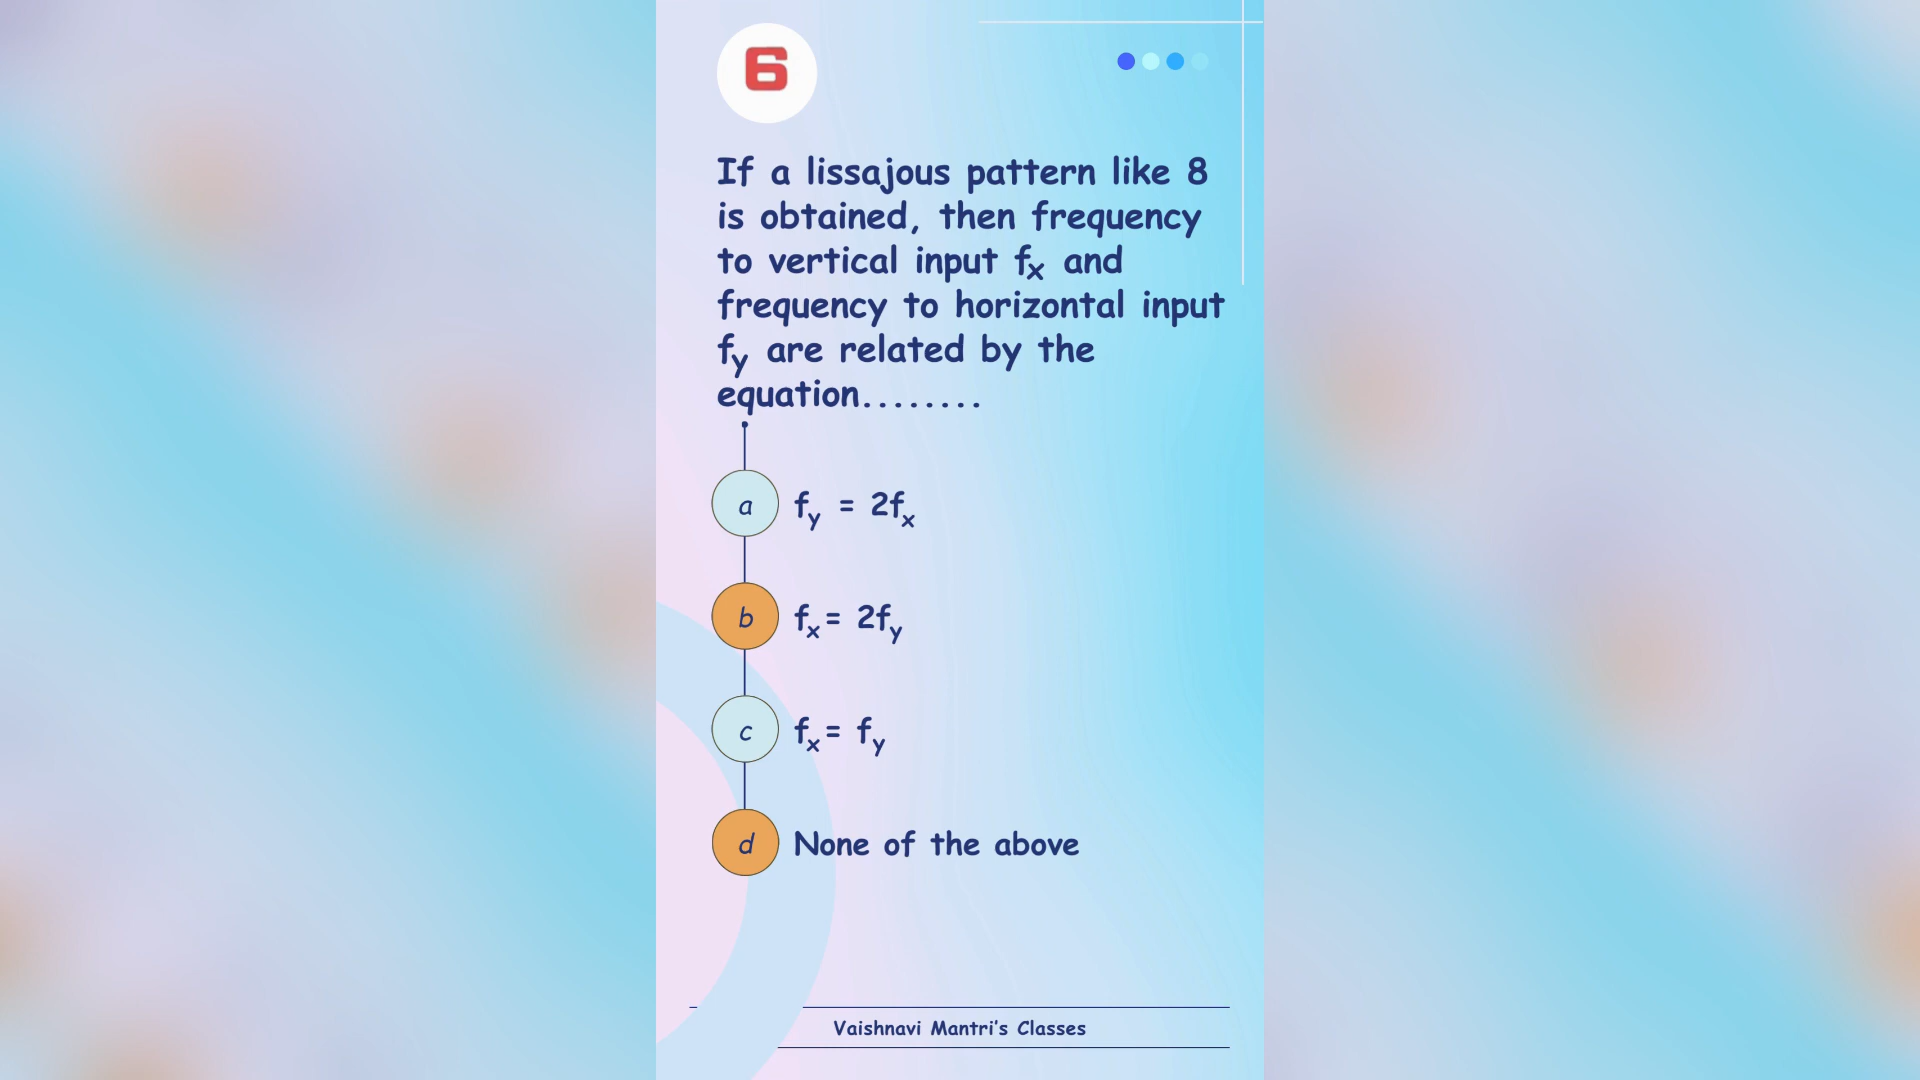 6
If a lissajous pattern like 8
is obtained, then frequency
to vertical input fx and
frequency to horizontal input
fy are related by the
equation........
a fy = 2fx
b fx= 2fy
c fx= fy
d None of the above
Vaishnavi Mantri's Classes